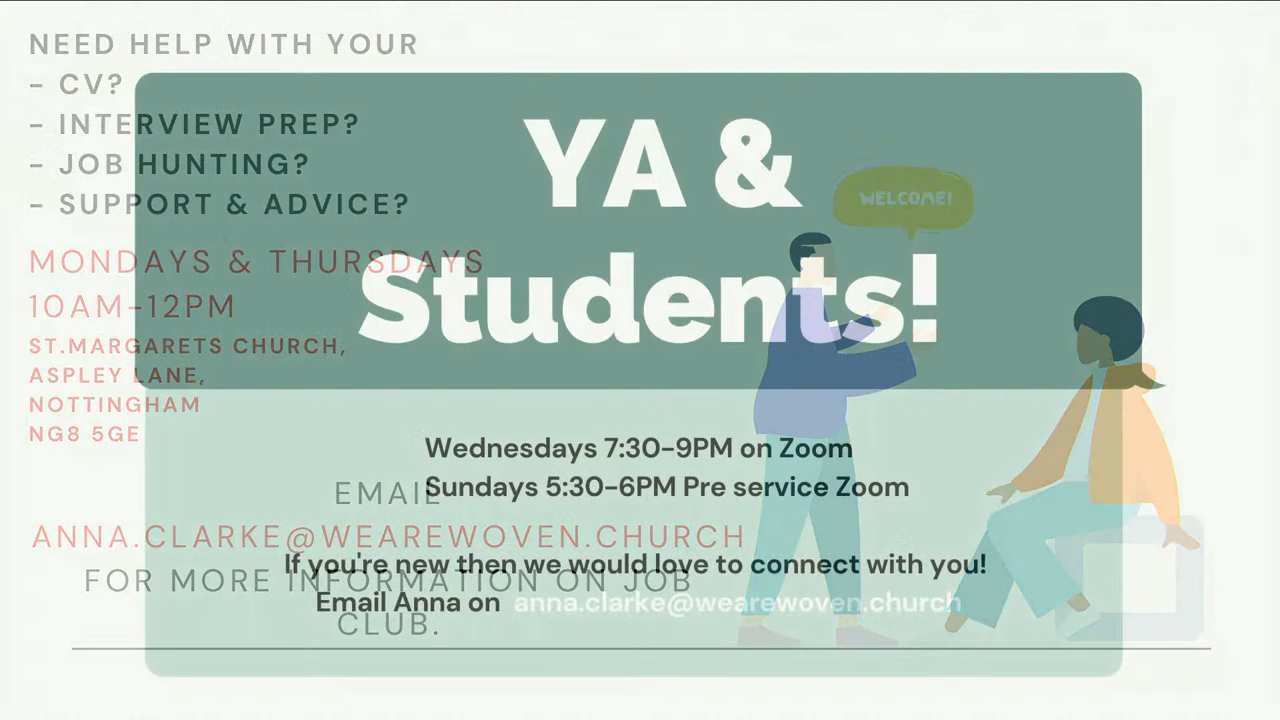 NEED HELP WITH YOUR
- CV?
- INTERVIEW PREP?
- JOB HUNTING?
- SUPPORT & ADVICE?
MONDAYS & THURSDAYS
10AM-12PM
ST.MARGARETS CHURCH,
ASPLEY LANE,
NOTTINGHAM
NG8 5GE
EMAIL
ANNA.CLARKE@WEAREWOVEN.CHURCH
FOR MORE INFORMATION ON JOB
CLUB.
YA &
Students!
WELCOME!
Wednesdays 7:30-9PM on Zoom
Sundays 5:30-6PM Pre service Zoom
If you're new then we would love to connect with you!
Email Anna on anna.clarke@wearewoven.church